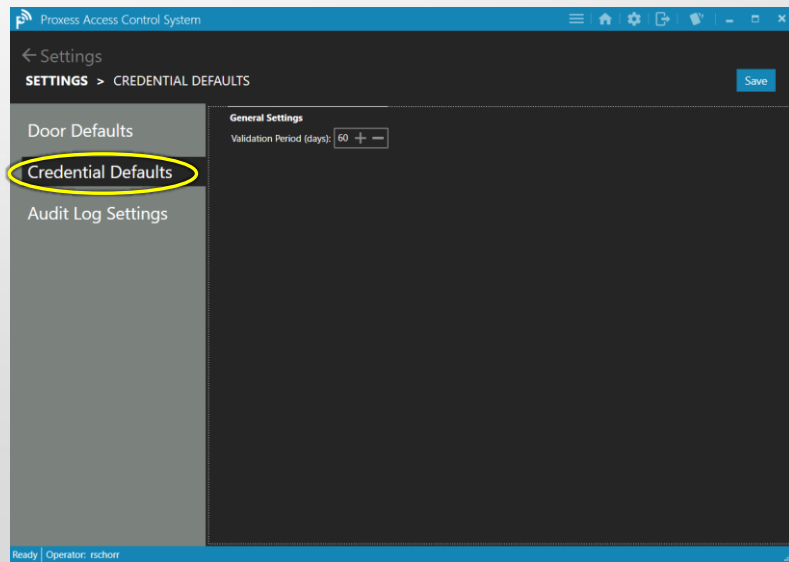 Proxess Access Control System
Settings
SETTINGS > CREDENTIAL DEFAULTS
Save
Door Defaults
Credential Defaults
Audit Log Settings
General Settings
Validation Period (days): 60
Ready Operator: rschorr